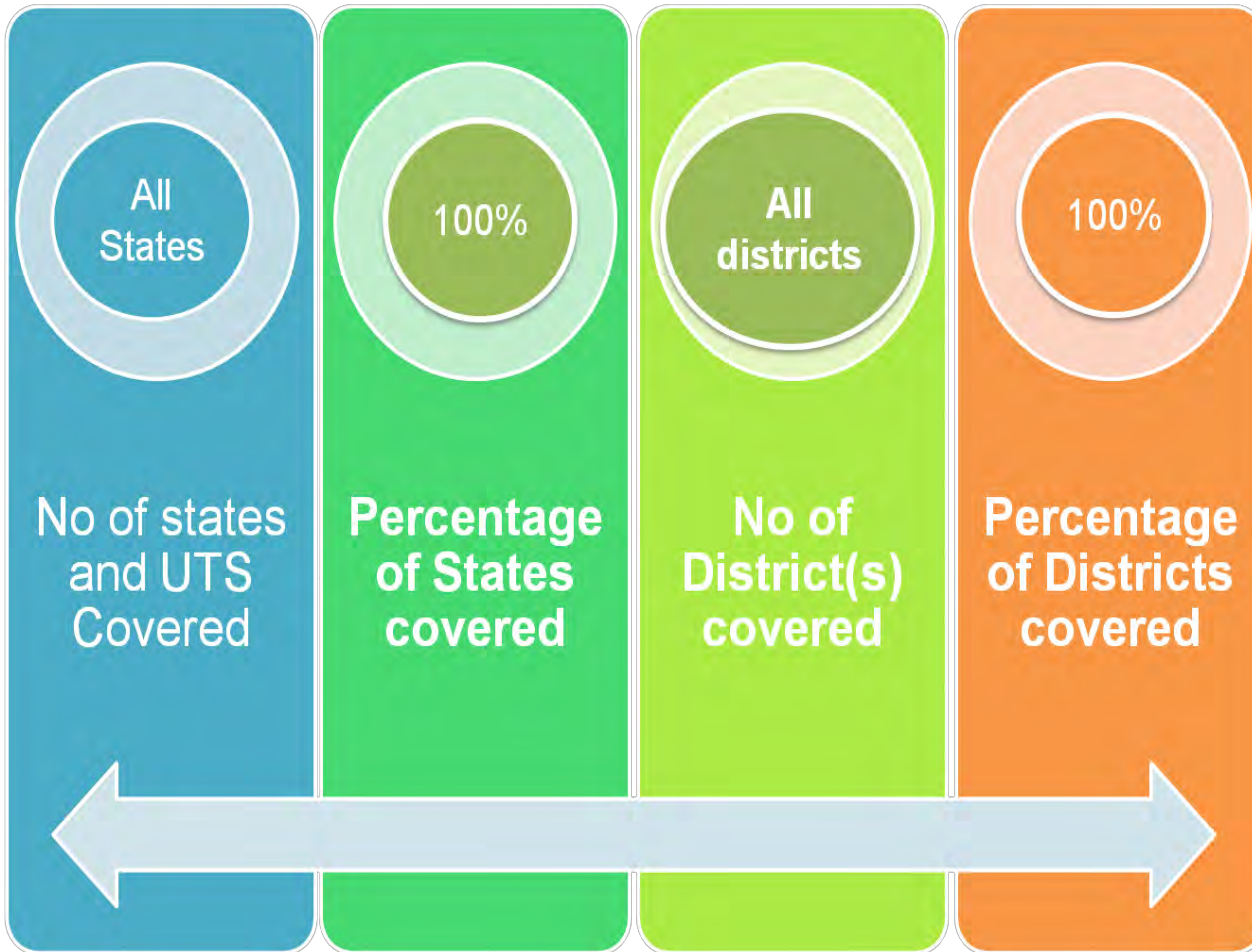 All
States
No of states
and UTS
Covered
100%
Percentage
of States
covered
All
districts
No of
District(s)
covered
100%
Percentage
of Districts
covered